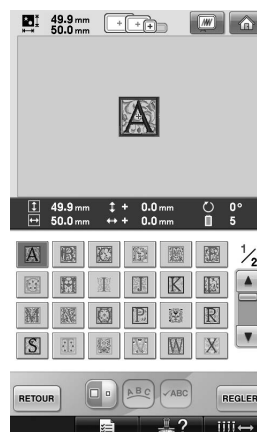 49.9 mm
50.0 mm
A
49.9 mm + 0.0 mm 0°
50.0 mm + 0.0 mm 5
A B C E F 1/2
H I K L
M N O P R
S W X
RETOUR ABC ✓ABC REGLER
?